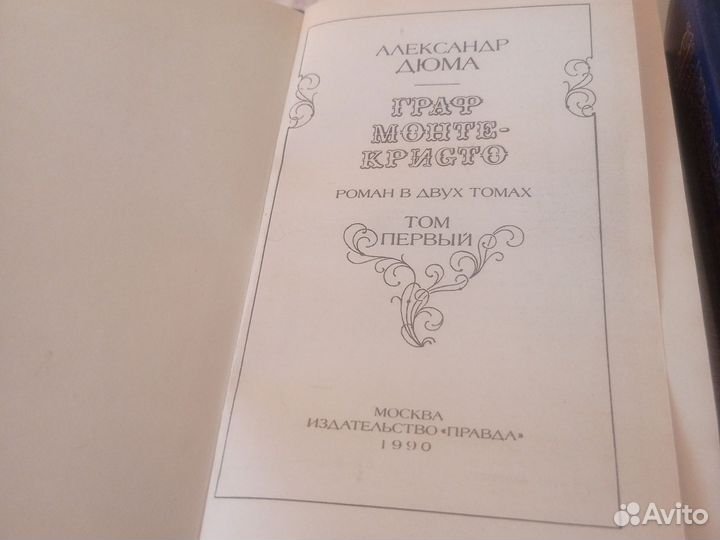 АЛЕКСАНДР
ДЮМА
ГРАФ
МОНТЕ-
КРИСТО
РОМАН В ДВУХ ТОМАХ
ТОМ
ПЕРВЫЙ
МОСКВА
ИЗДАТЕЛЬСТВО «ПРАВДА»
1990
Avito